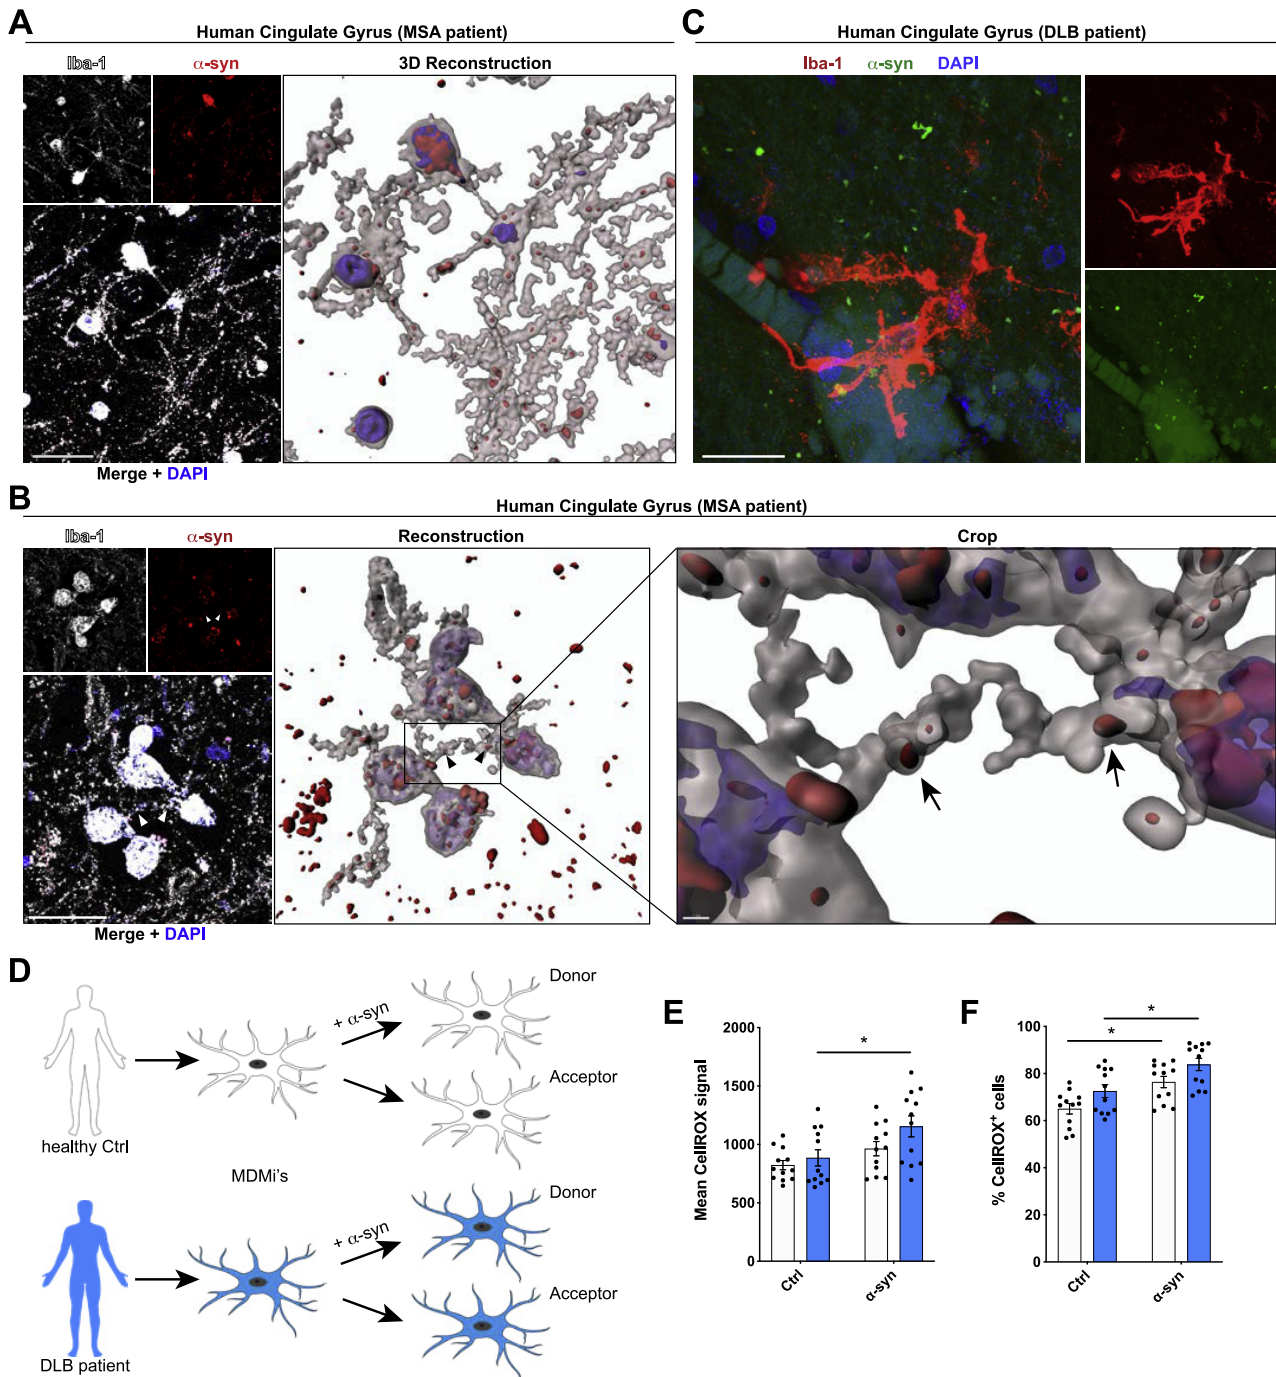 A
Human Cingulate Gyrus (MSA patient)
Iba-1
α-syn
3D Reconstruction
Merge + DAPI
C
Human Cingulate Gyrus (DLB patient)
Iba-1 α-syn DAPI
B
Human Cingulate Gyrus (MSA patient)
Iba-1
α-syn
Reconstruction
Crop
Merge + DAPI
D
healthy Ctrl
+ α-syn
Donor
Acceptor
MDMi's
DLB patient
+ α-syn
Donor
Acceptor
E
Mean CellROX signal
2000
1500
1000
500
0
*
Ctrl
α-syn
F
% CellROX⁺ cells
100
80
60
40
20
0
*
*
Ctrl
α-syn